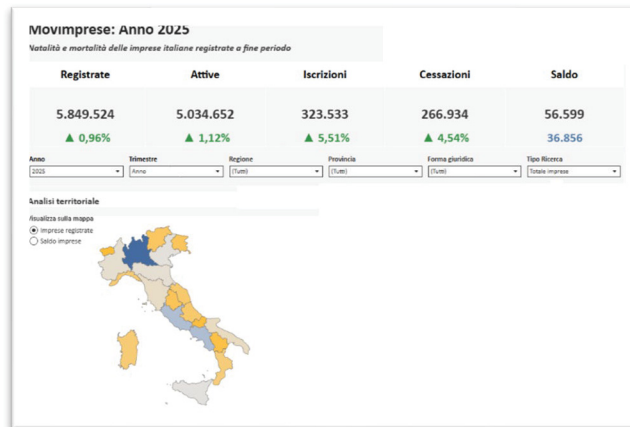 Movimprese: Anno 2025
Natalità e mortalità delle imprese italiane registrate a fine periodo
Registrate Attive Iscrizioni Cessazioni Saldo
5.849.524 5.034.652 323.533 266.934 56.599
▲ 0,96% ▲ 1,12% ▲ 5,51% ▲ 4,54% 36.856
Anno Trimestre Regione Provincia Forma giuridica Tipo Ricerca
2025 Anno (Tutti) (Tutti) (Tutti) Totale imprese
Analisi territoriale
Visualizza sulla mappa
Imprese registrate
Saldo imprese